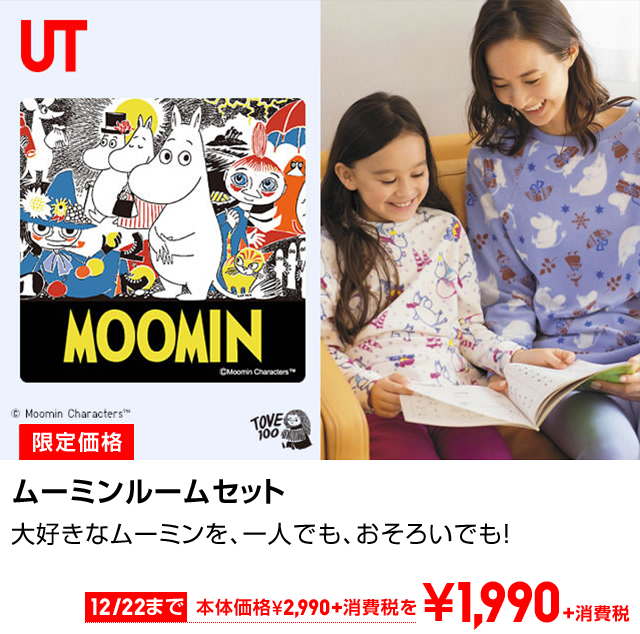 UT
MOOMIN
©Moomin Characters™
© Moomin Characters™
TOVE
100
限定価格
ムーミンルームセット
大好きなムーミンを、一人でも、おそろいでも!
12/22まで 本体価格¥2,990+消費税を ¥1,990+消費税